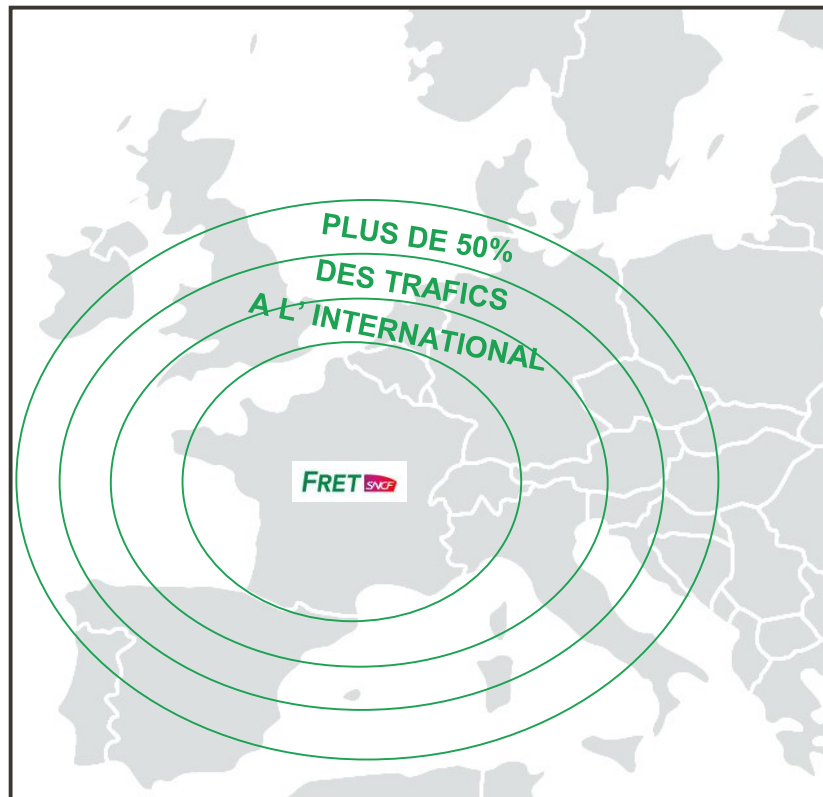 PLUS DE 50%
DES TRAFICS
A L’ INTERNATIONAL
FRET SNCF